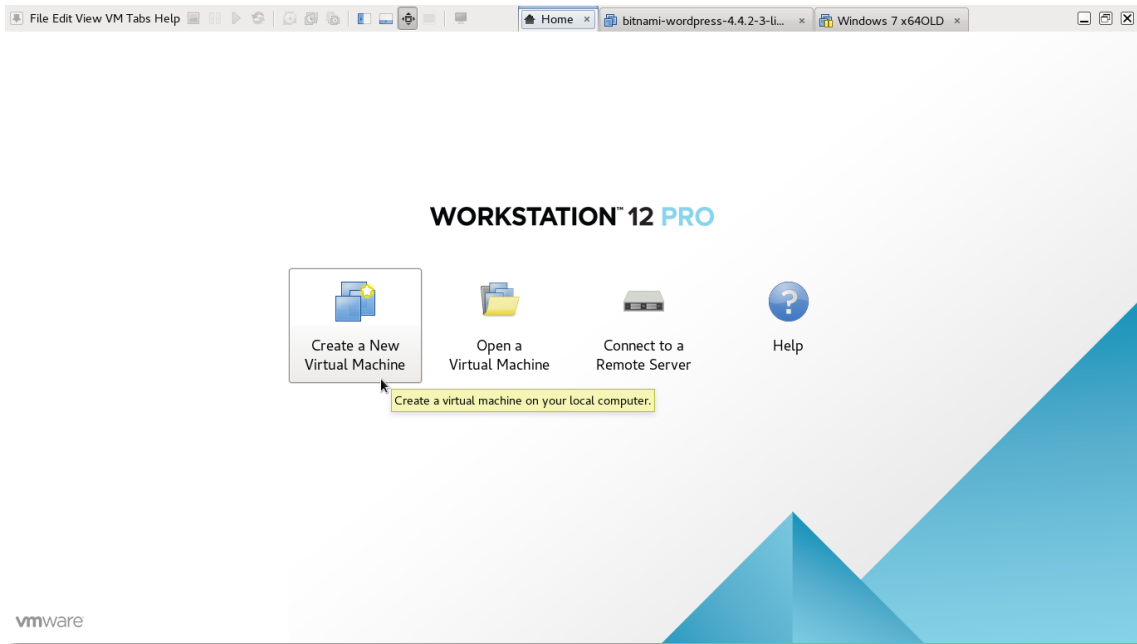 File Edit View VM Tabs Help
Home × bitnami-wordpress-4.4.2-3-li... × Windows 7 x64OLD ×
WORKSTATION™ 12 PRO
Create a New
Virtual Machine
Open a
Virtual Machine
Connect to a
Remote Server
Help
?
Create a virtual machine on your local computer.
vmware